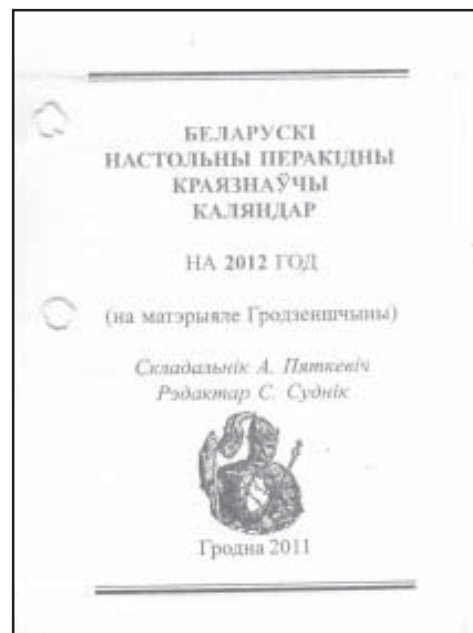 БЕЛАРУСКІ
НАСТОЛЬНЫ ПЕРАКІДНЫ
КРАЯЗНАЎЧЫ
КАЛЯНДАР
НА 2012 ГОД
(на матэрыяле Гродзеншчыны)
Складальнік А. Пяткевіч
Рэдактар С. Суднік
Гродна 2011